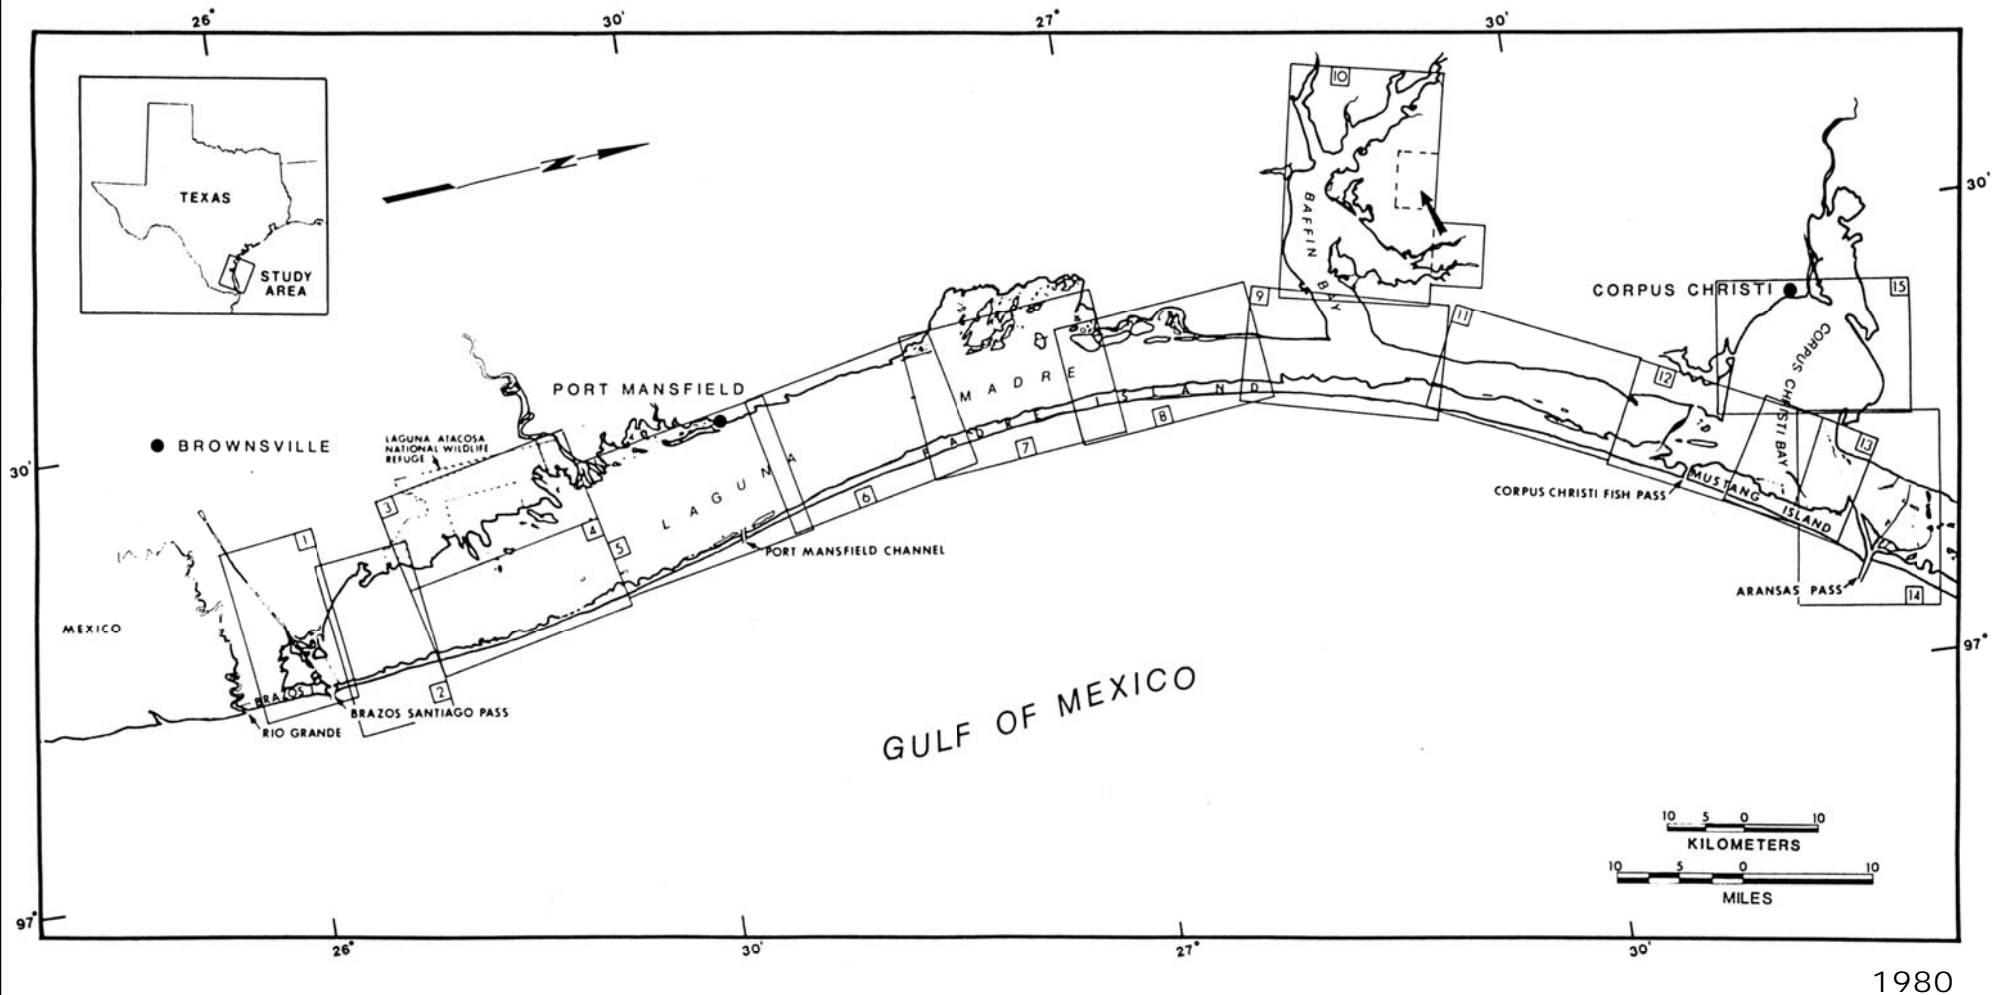 26°
30'
27°
30'
TEXAS
STUDY
AREA
N
10
30'
BAFFIN
BAY
CORPUS CHRISTI
15
9
11
CORPUS CHRISTI BAY
12
PORT MANSFIELD
MADRE
PADRE ISLAND
8
7
BROWNSVILLE
LAGUNA ATACOSA
NATIONAL WILDLIFE
REFUGE
30'
13
LAGUNA
6
CORPUS CHRISTI FISH PASS
MUSTANG
ISLAND
3
4
5
1
PORT MANSFIELD CHANNEL
ARANSAS PASS
14
MEXICO
97°
BRAZOS
2
BRAZOS SANTIAGO PASS
RIO GRANDE
GULF OF MEXICO
10 5 0 10
KILOMETERS
10 5 0 10
MILES
97°
26°
30'
27°
30'
1980